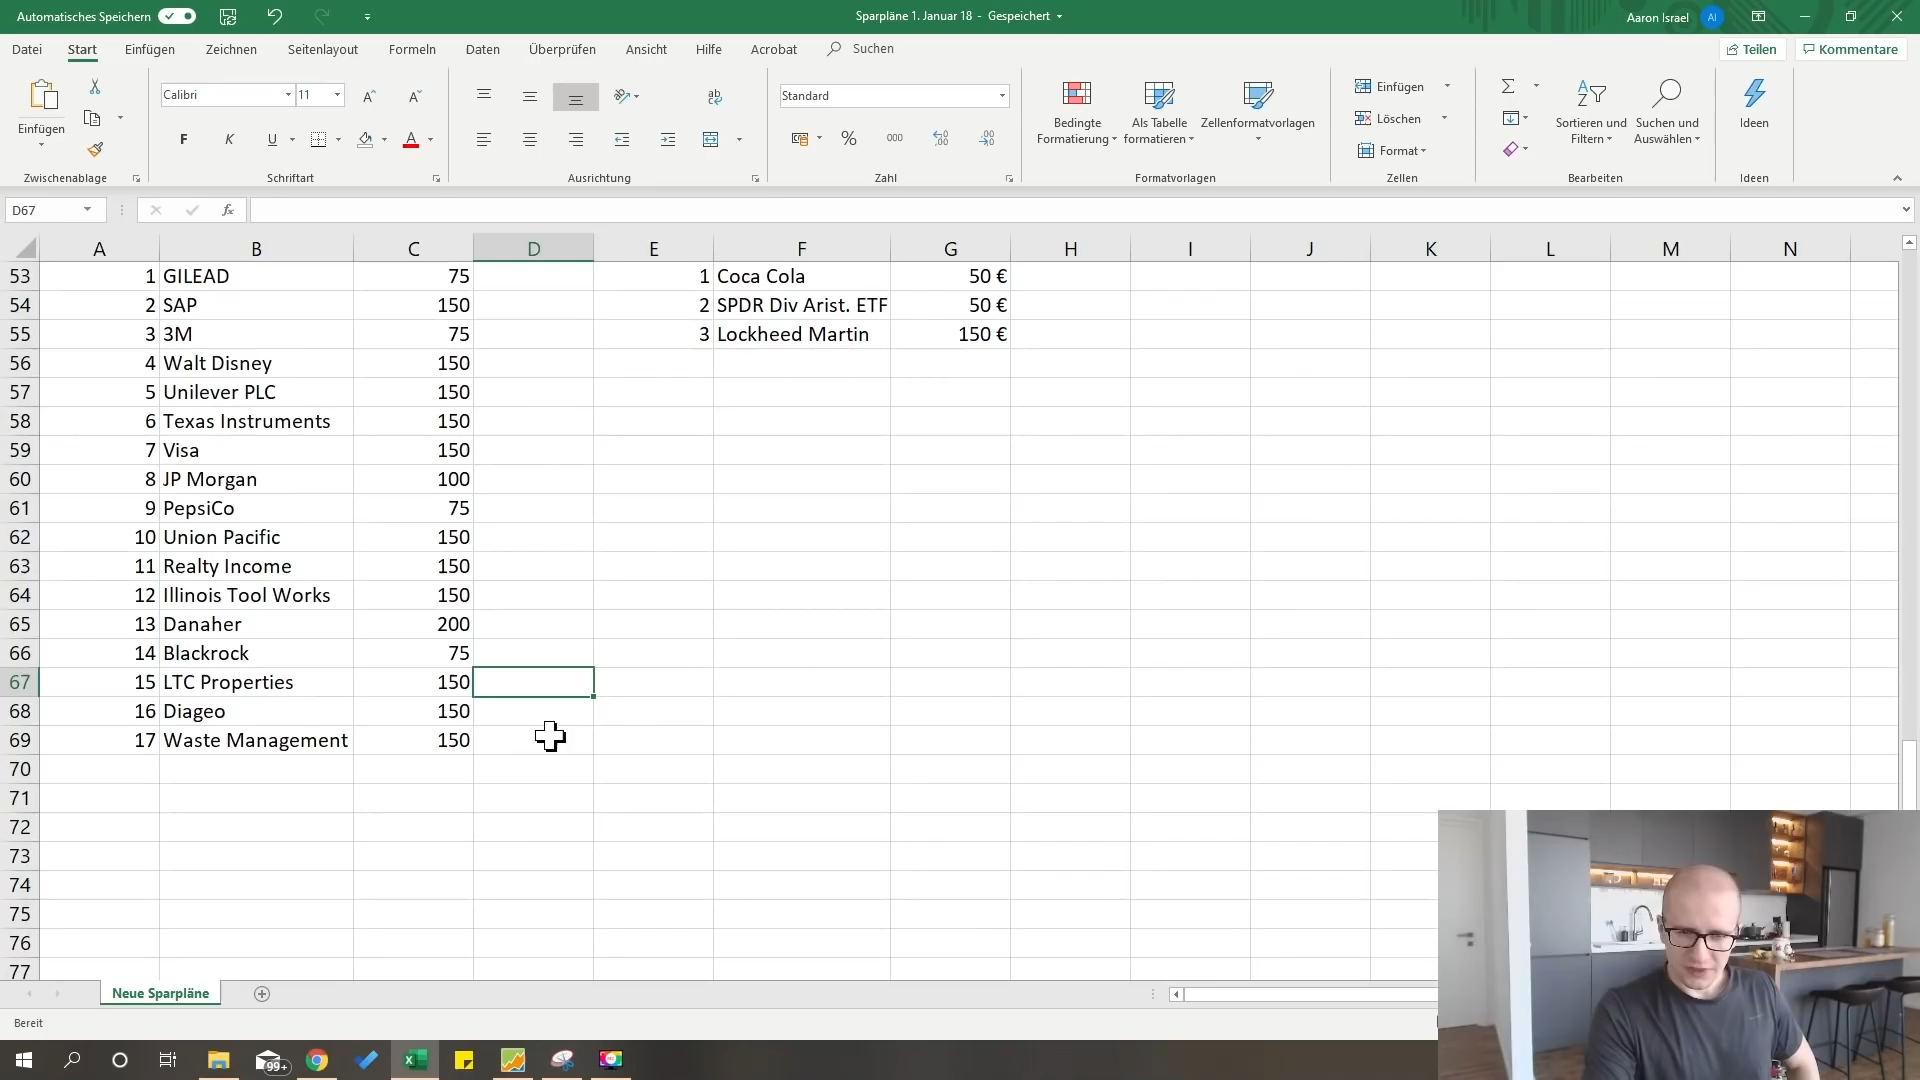 Automatisches Speichern
Sparpläne 1. Januar 18 - Gespeichert
Aaron Israel
AI
Datei Start Einfügen Zeichnen Seitenlayout Formeln Daten Überprüfen Ansicht Hilfe Acrobat Suchen
Teilen Kommentare
Einfügen
Calibri 11
F K U
ab
Standard
% 000
Bedingte Formatierung
Als Tabelle formatieren
Zellenformatvorlagen
Einfügen
Löschen
Format
Sortieren und Filtern
Suchen und Auswählen
Ideen
Zwischenablage Schriftart Ausrichtung Zahl Formatvorlagen Zellen Bearbeiten Ideen
D67 fx
A B C D E F G H I J K L M N
53 1 GILEAD 75 1 Coca Cola 50 €
54 2 SAP 150 2 SPDR Div Arist. ETF 50 €
55 3 3M 75 3 Lockheed Martin 150 €
56 4 Walt Disney 150
57 5 Unilever PLC 150
58 6 Texas Instruments 150
59 7 Visa 150
60 8 JP Morgan 100
61 9 PepsiCo 75
62 10 Union Pacific 150
63 11 Realty Income 150
64 12 Illinois Tool Works 150
65 13 Danaher 200
66 14 Blackrock 75
67 15 LTC Properties 150
68 16 Diageo 150
69 17 Waste Management 150
70
71
72
73
74
75
76
77
Neue Sparpläne
Bereit
99+